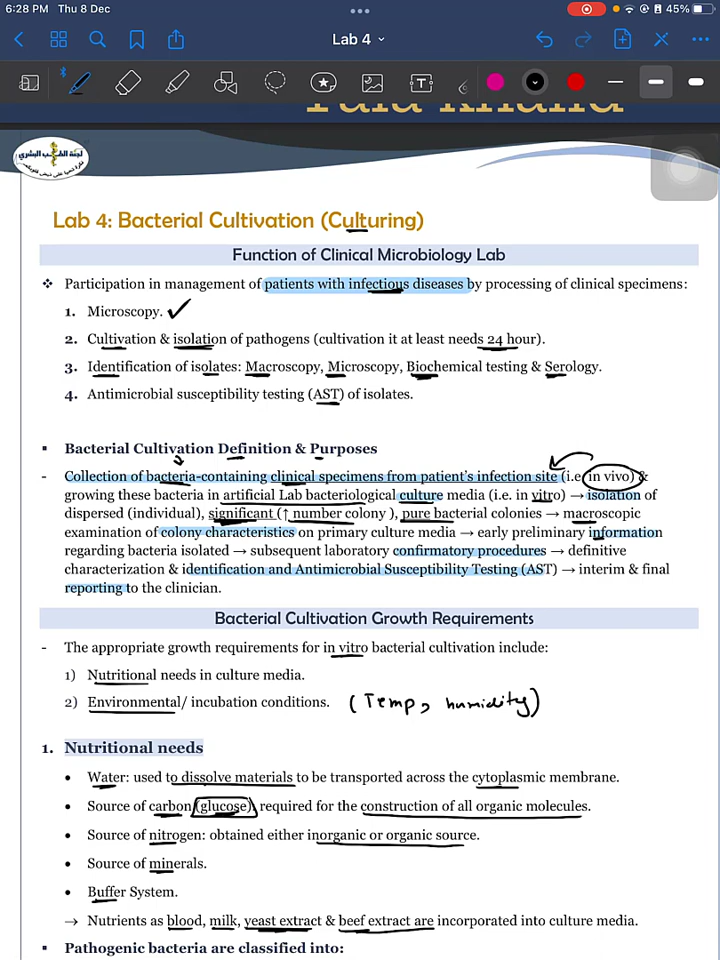 6:28 PM Thu 8 Dec
45%
Lab 4
Lab 4: Bacterial Cultivation (Culturing)
Function of Clinical Microbiology Lab
❖ Participation in management of patients with infectious diseases by processing of clinical specimens:
1. Microscopy. ✓
2. Cultivation & isolation of pathogens (cultivation it at least needs 24 hour).
3. Identification of isolates: Macroscopy, Microscopy, Biochemical testing & Serology.
4. Antimicrobial susceptibility testing (AST) of isolates.
▪ Bacterial Cultivation Definition & Purposes
- Collection of bacteria-containing clinical specimens from patient's infection site (i.e. in vivo) &
growing these bacteria in artificial Lab bacteriological culture media (i.e. in vitro) → isolation of
dispersed (individual), significant (↑ number colony ), pure bacterial colonies → macroscopic
examination of colony characteristics on primary culture media → early preliminary information
regarding bacteria isolated → subsequent laboratory confirmatory procedures → definitive
characterization & identification and Antimicrobial Susceptibility Testing (AST) → interim & final
reporting to the clinician.
Bacterial Cultivation Growth Requirements
- The appropriate growth requirements for in vitro bacterial cultivation include:
1) Nutritional needs in culture media.
2) Environmental/ incubation conditions. (Temp, humidity)
1. Nutritional needs
• Water: used to dissolve materials to be transported across the cytoplasmic membrane.
• Source of carbon (glucose), required for the construction of all organic molecules.
• Source of nitrogen: obtained either inorganic or organic source.
• Source of minerals.
• Buffer System.
→ Nutrients as blood, milk, yeast extract & beef extract are incorporated into culture media.
▪ Pathogenic bacteria are classified into: